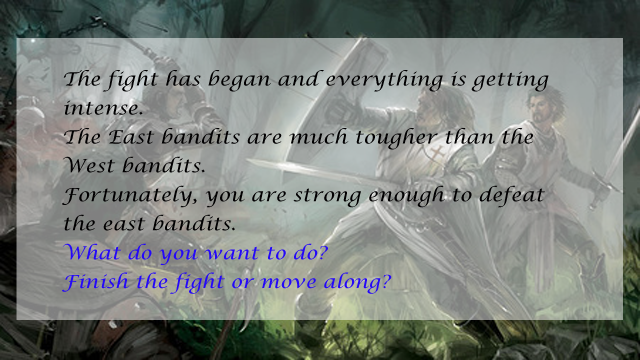 The fight has began and everything is getting
intense.
The East bandits are much tougher than the
West bandits.
Fortunately, you are strong enough to defeat
the east bandits.
What do you want to do?
Finish the fight or move along?